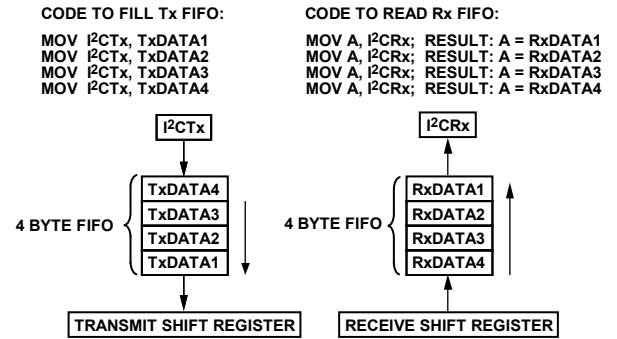 CODE TO FILL Tx FIFO:
MOV I²CTx, TxDATA1
MOV I²CTx, TxDATA2
MOV I²CTx, TxDATA3
MOV I²CTx, TxDATA4
I²CTx
4 BYTE FIFO
TxDATA4
TxDATA3
TxDATA2
TxDATA1
TRANSMIT SHIFT REGISTER
CODE TO READ Rx FIFO:
MOV A, I²CRx; RESULT: A = RxDATA1
MOV A, I²CRx; RESULT: A = RxDATA2
MOV A, I²CRx; RESULT: A = RxDATA3
MOV A, I²CRx; RESULT: A = RxDATA4
I²CRx
4 BYTE FIFO
RxDATA1
RxDATA2
RxDATA3
RxDATA4
RECEIVE SHIFT REGISTER